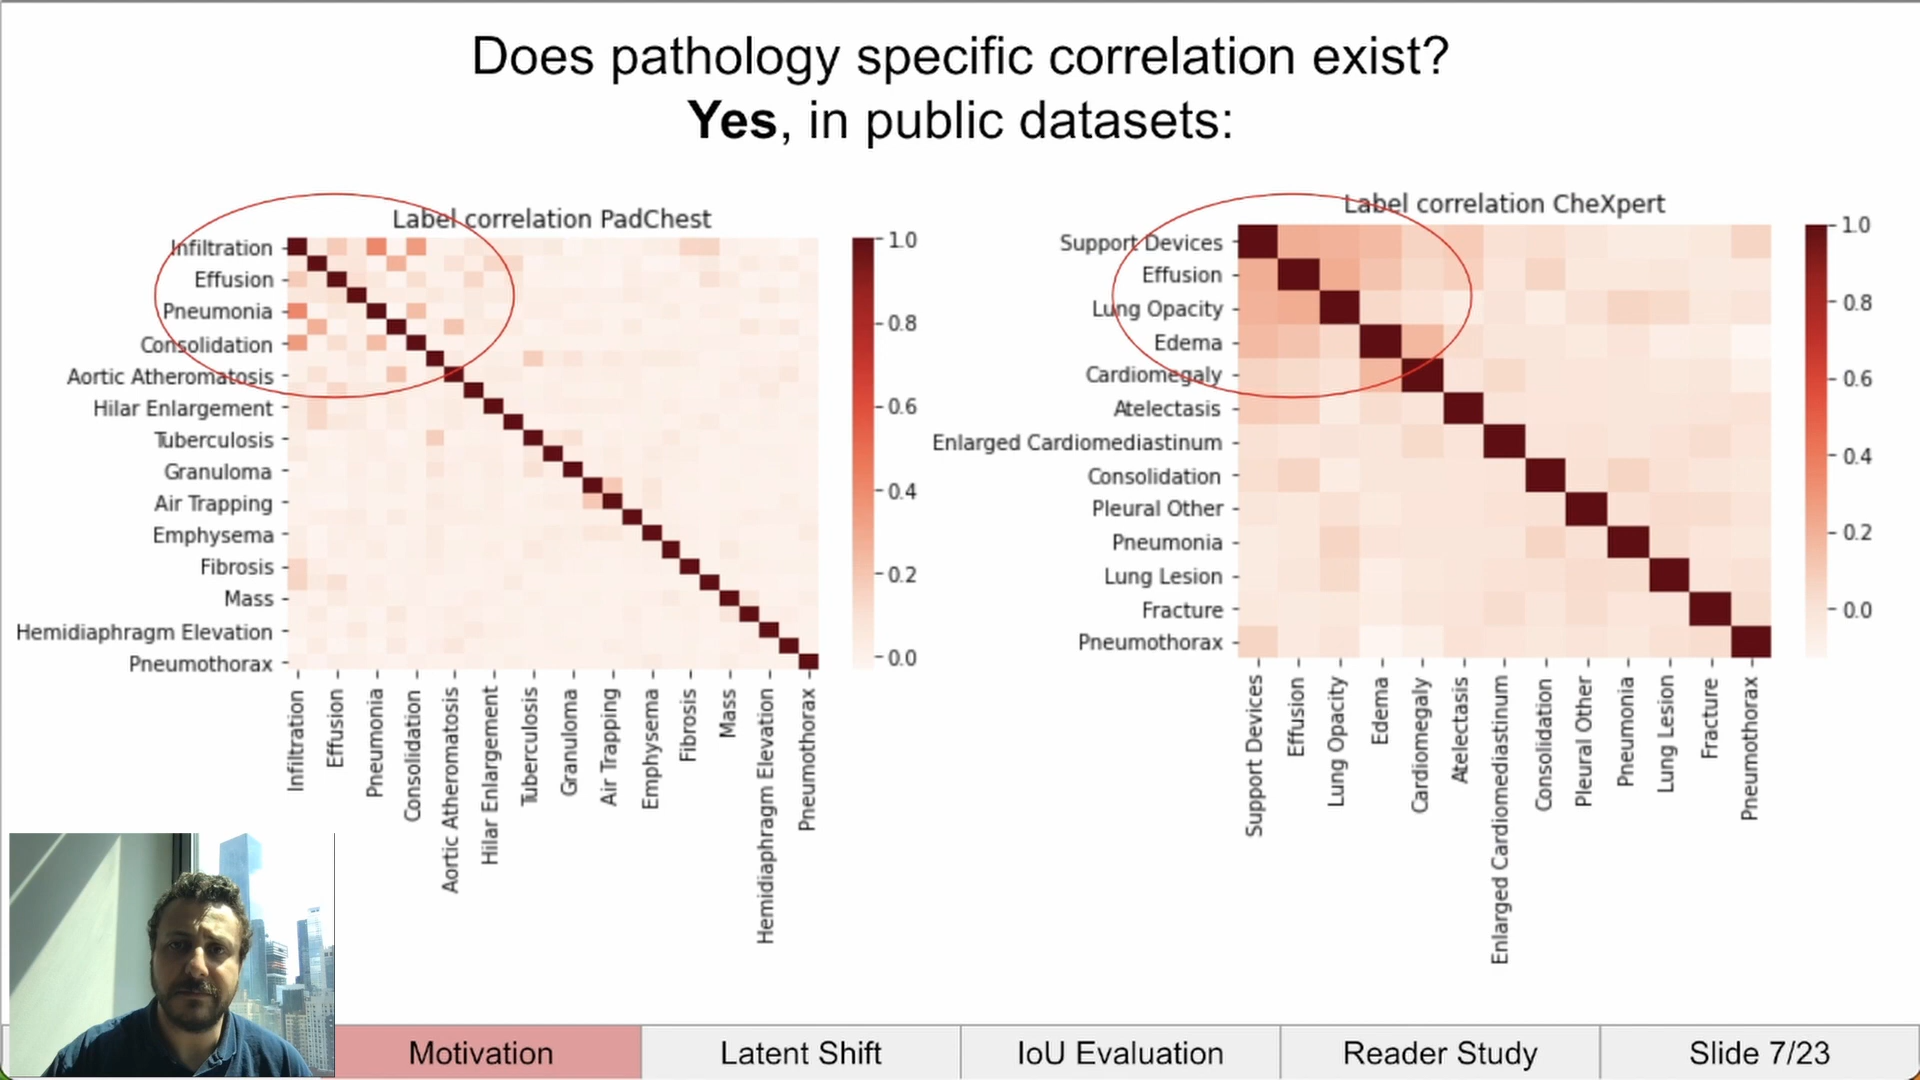 Does pathology specific correlation exist?
Yes, in public datasets:
Label correlation PadChest
Infiltration
Effusion
Pneumonia
Consolidation
Aortic Atheromatosis
Hilar Enlargement
Tuberculosis
Granuloma
Air Trapping
Emphysema
Fibrosis
Mass
Hemidiaphragm Elevation
Pneumothorax
Infiltration
Effusion
Pneumonia
Consolidation
Aortic Atheromatosis
Hilar Enlargement
Tuberculosis
Granuloma
Air Trapping
Emphysema
Fibrosis
Mass
Hemidiaphragm Elevation
Pneumothorax
1.0
0.8
0.6
0.4
0.2
0.0
Label correlation CheXpert
Support Devices
Effusion
Lung Opacity
Edema
Cardiomegaly
Atelectasis
Enlarged Cardiomediastinum
Consolidation
Pleural Other
Pneumonia
Lung Lesion
Fracture
Pneumothorax
Support Devices
Effusion
Lung Opacity
Edema
Cardiomegaly
Atelectasis
Enlarged Cardiomediastinum
Consolidation
Pleural Other
Pneumonia
Lung Lesion
Fracture
Pneumothorax
1.0
0.8
0.6
0.4
0.2
0.0
Motivation
Latent Shift
IoU Evaluation
Reader Study
Slide 7/23